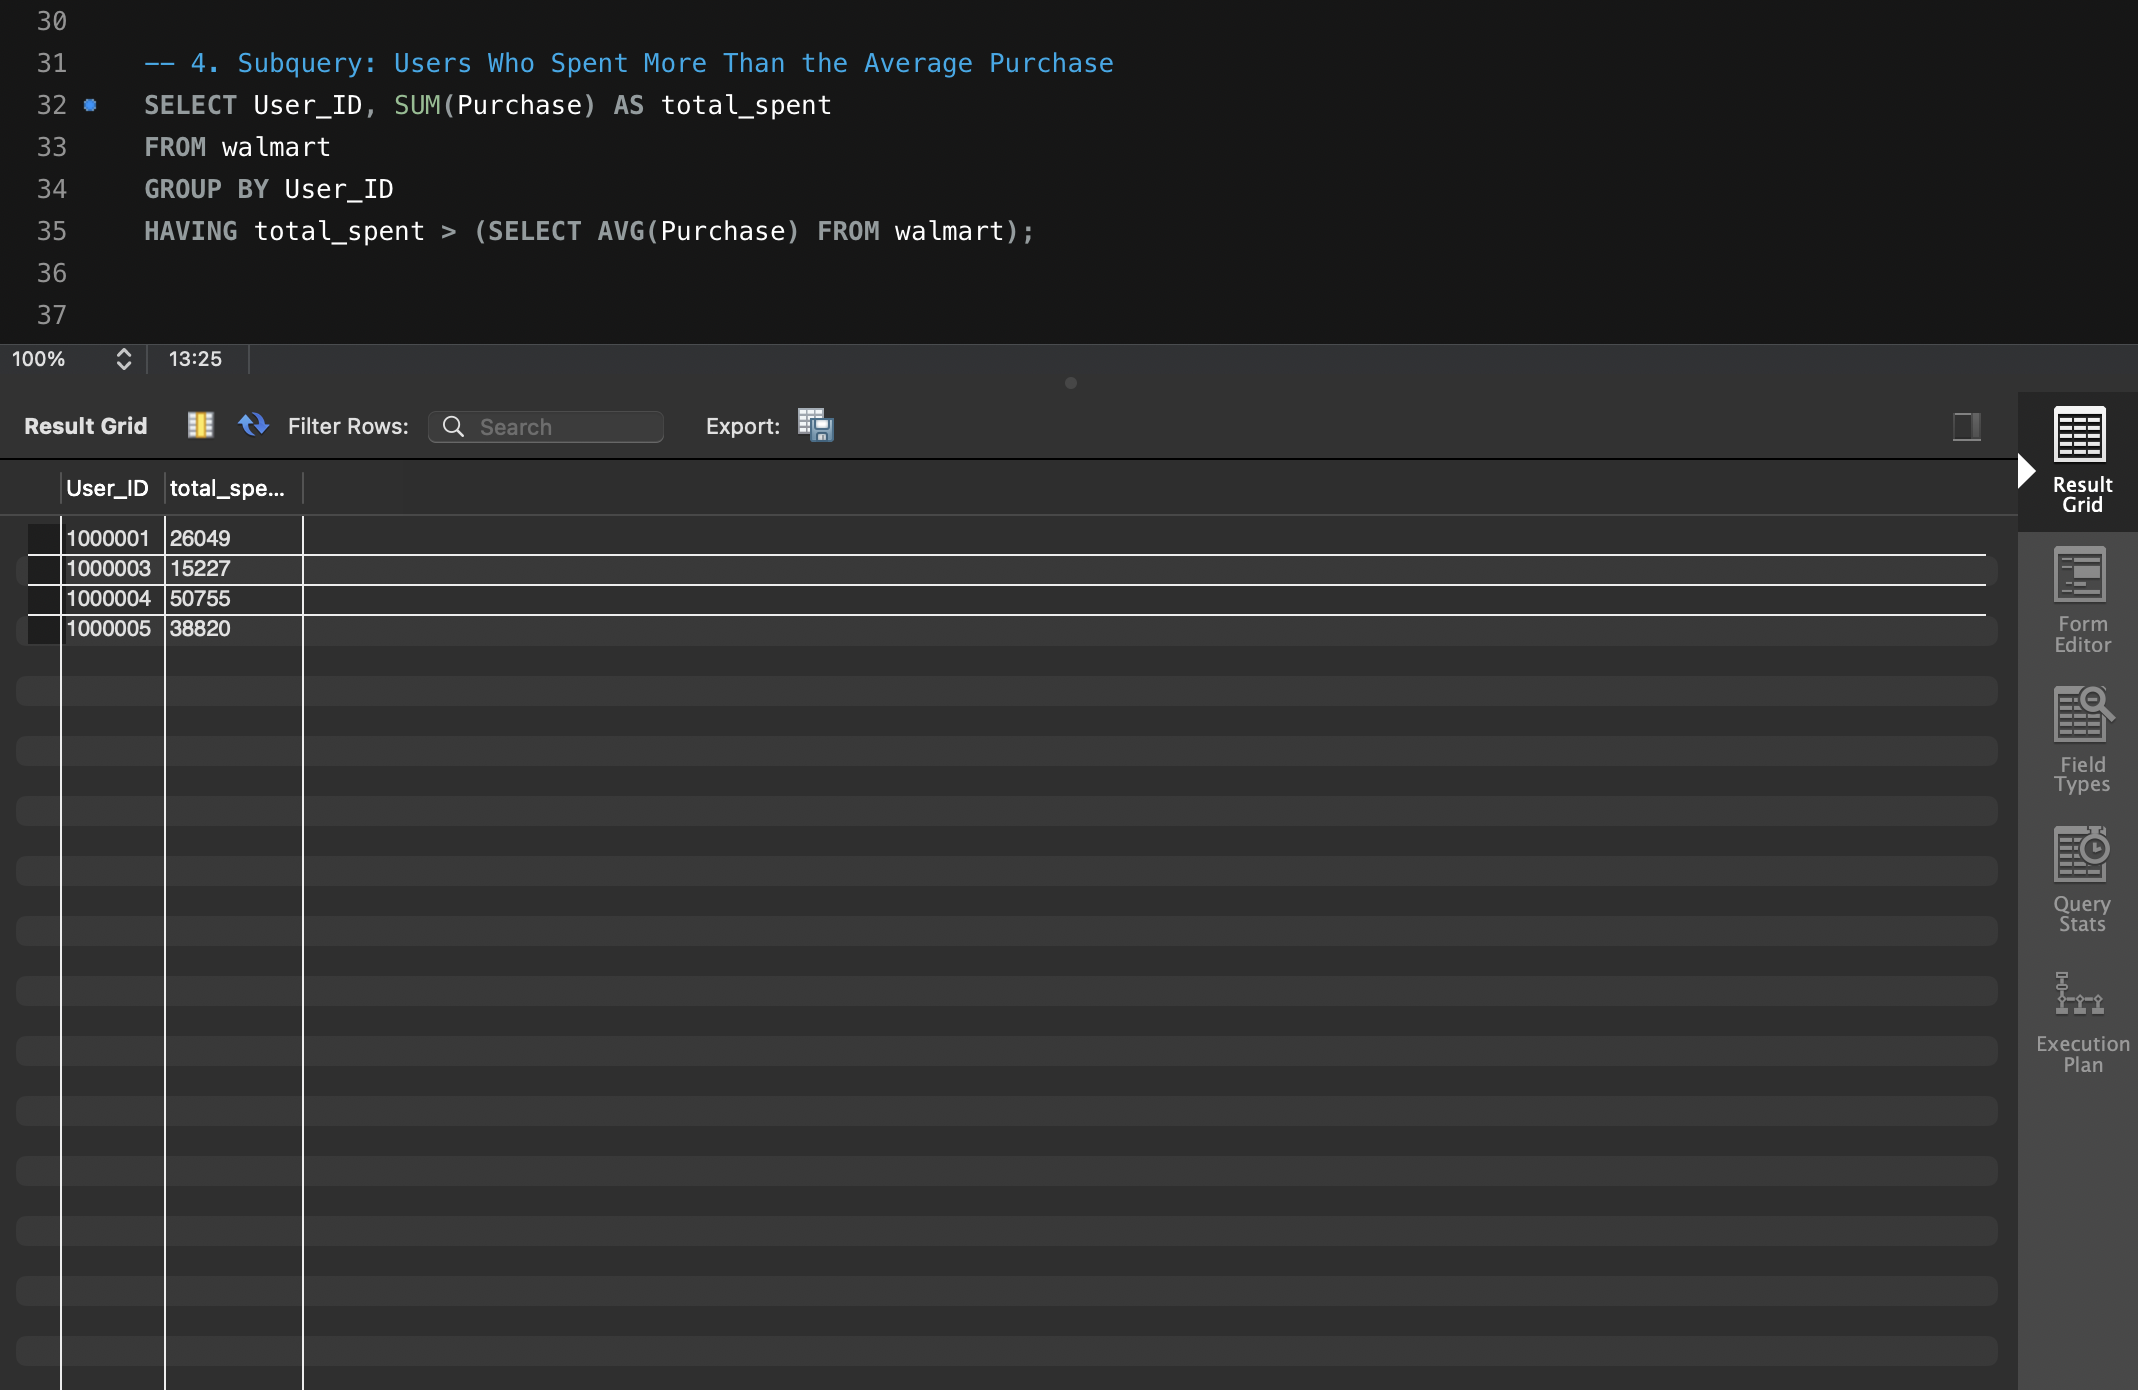 30
31 -- 4. Subquery: Users Who Spent More Than the Average Purchase
32 SELECT User_ID, SUM(Purchase) AS total_spent
33 FROM walmart
34 GROUP BY User_ID
35 HAVING total_spent > (SELECT AVG(Purchase) FROM walmart);
36
37
100% 13:25
Result Grid Filter Rows: Search Export:
User_ID total_spe...
1000001 26049
1000003 15227
1000004 50755
1000005 38820
Result
Grid
Form
Editor
Field
Types
Query
Stats
Execution
Plan